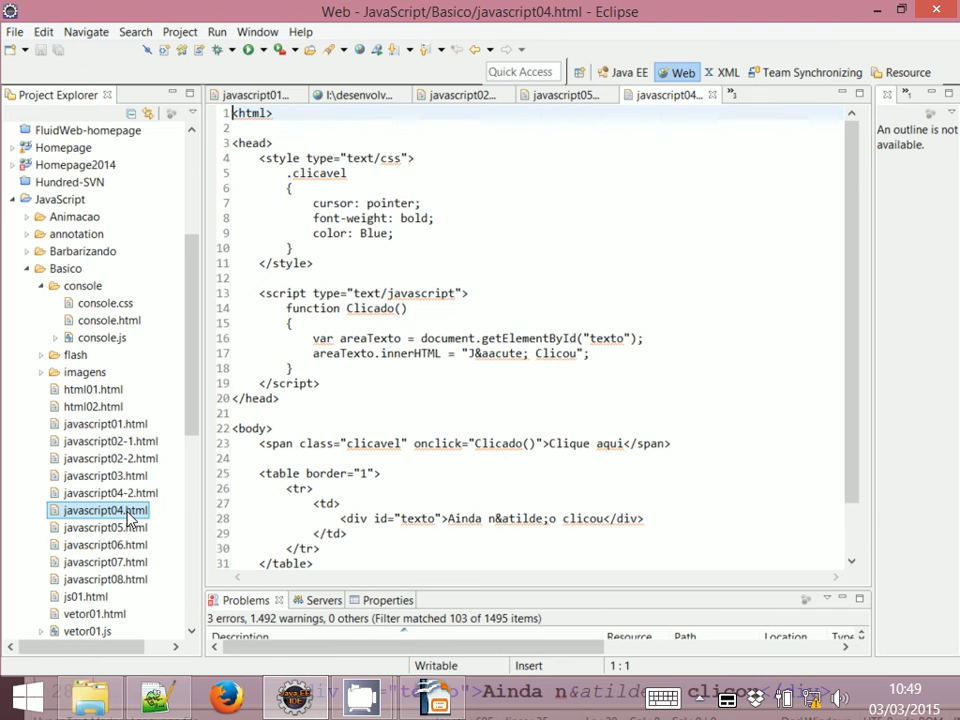 Web - JavaScript/Basico/javascript04.html - Eclipse
File Edit Navigate Search Project Run Window Help
Quick Access Java EE Web XML Team Synchronizing Resource
Project Explorer
javascript01... I:\desenvolv... javascript02... javascript05... javascript04...
FluidWeb-homepage
Homepage
Homepage2014
Hundred-SVN
JavaScript
Animacao
annotation
Barbarizando
Basico
console
console.css
console.html
console.js
flash
imagens
html01.html
html02.html
javascript01.html
javascript02-1.html
javascript02-2.html
javascript03.html
javascript04-2.html
javascript04.html
javascript05.html
javascript06.html
javascript07.html
javascript08.html
js01.html
vetor01.html
vetor01.js
1 <html>
2
3 <head>
4 <style type="text/css">
5 .clicavel
6 {
7 cursor: pointer;
8 font-weight: bold;
9 color: Blue;
10 }
11 </style>
12
13 <script type="text/javascript">
14 function Clicado()
15 {
16 var areaTexto = document.getElementById("texto");
17 areaTexto.innerHTML = "J&aacute; Clicou";
18 }
19 </script>
20 </head>
21
22 <body>
23 <span class="clicavel" onclick="Clicado()">Clique aqui</span>
24
25 <table border="1">
26 <tr>
27 <td>
28 <div id="texto">Ainda n&atilde;o clicou</div>
29 </td>
30 </tr>
31 </table>
An outline is not
available.
Problems Servers Properties
3 errors, 1.492 warnings, 0 others (Filter matched 103 of 1495 items)
Description Resource Path Location Type
Writable Insert 1 : 1
10:49
03/03/2015